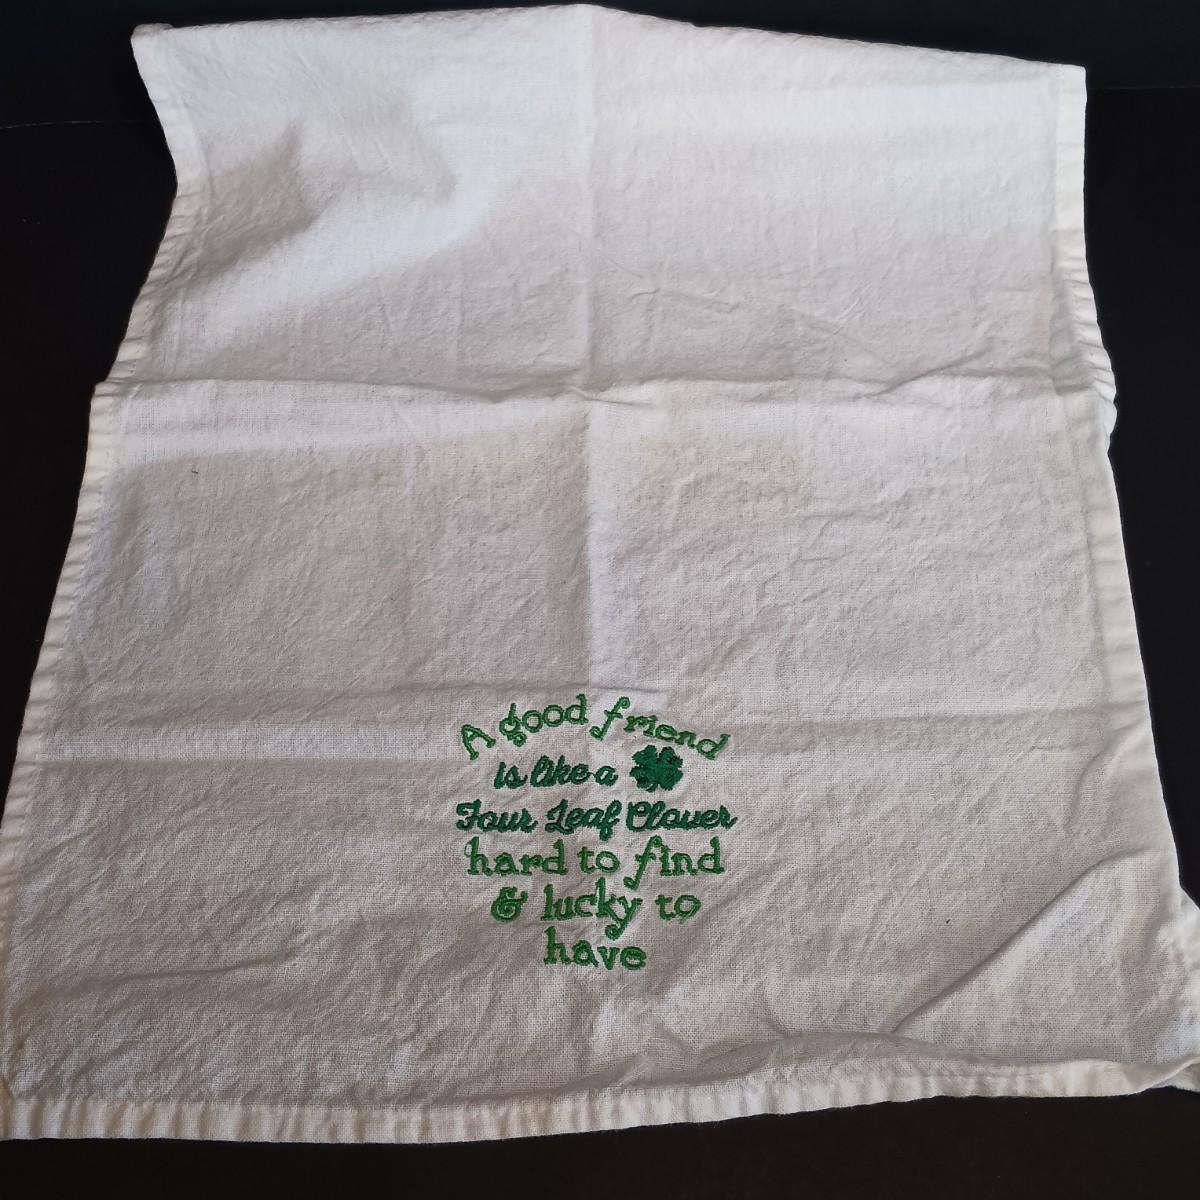 A good friend
is like a
Four Leaf Clover
hard to find
& lucky to
have